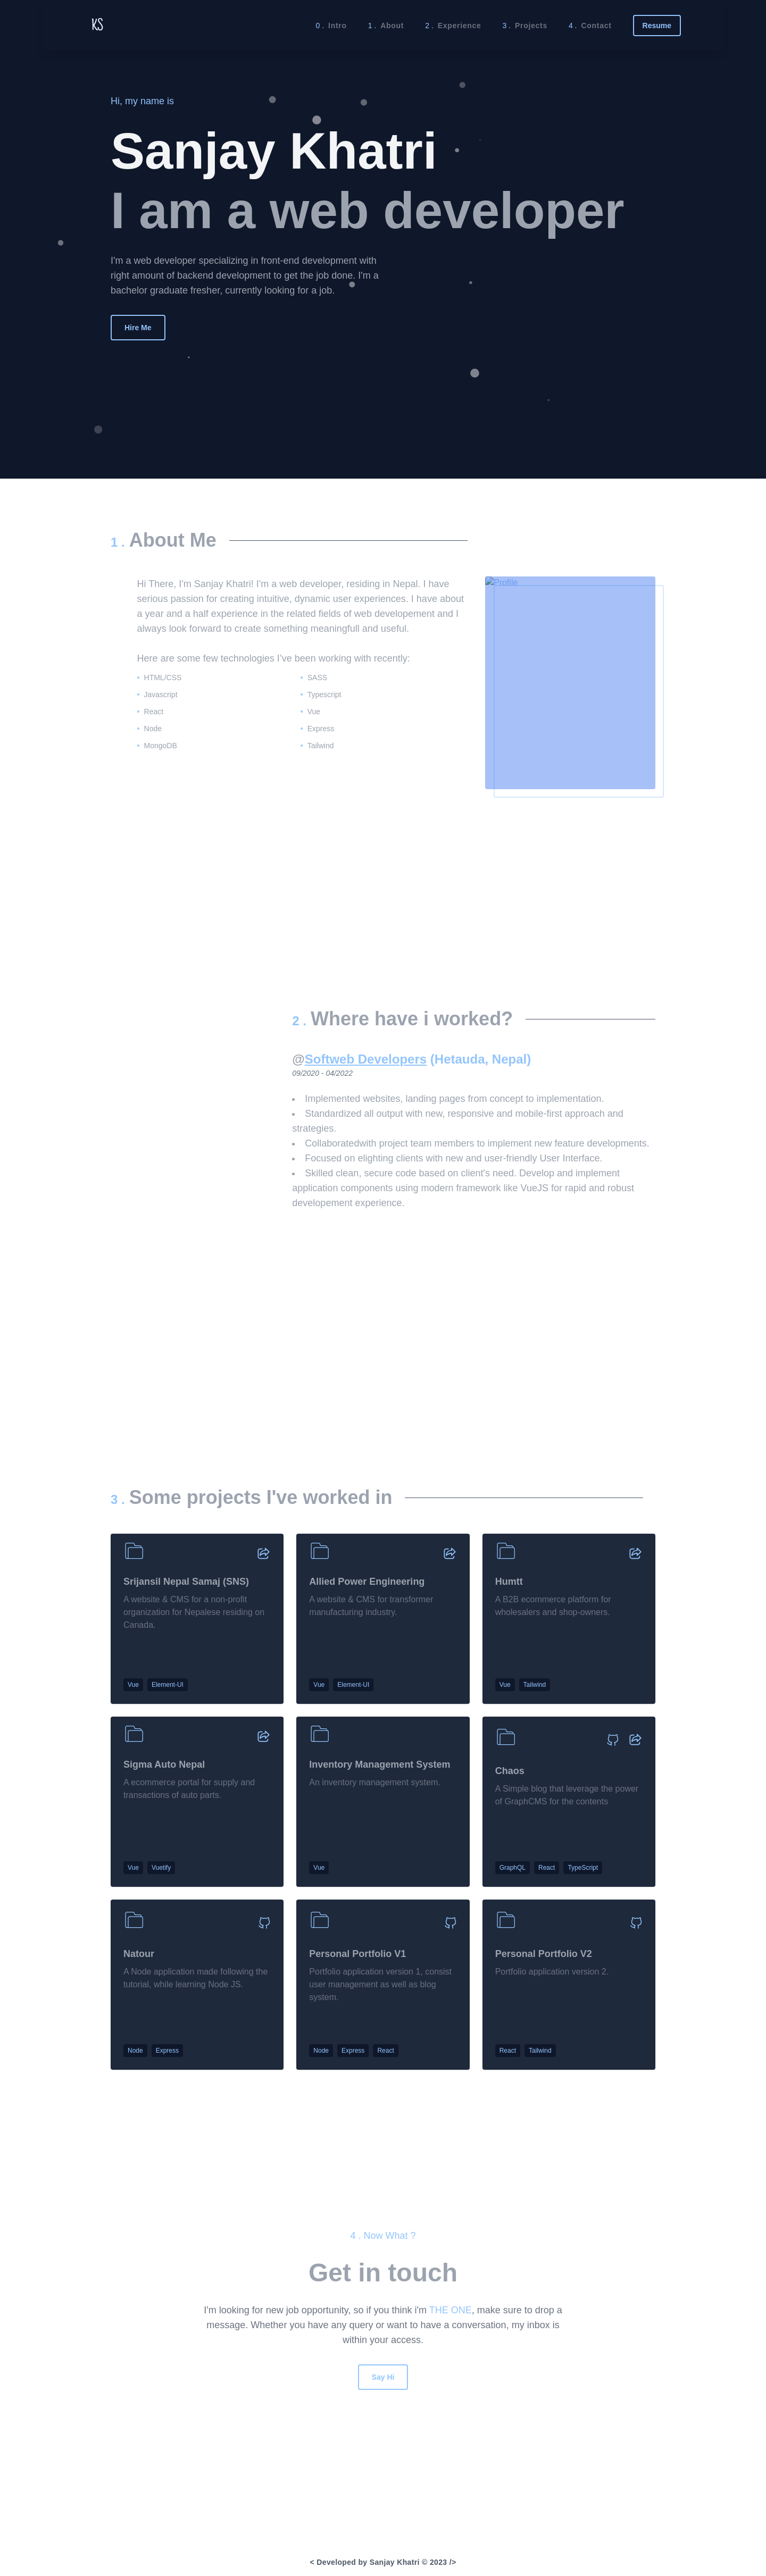 KS
0 . Intro
1 . About
2 . Experience
3 . Projects
4 . Contact
Resume
Hi, my name is
Sanjay Khatri
I am a web developer
I'm a web developer specializing in front-end development with
right amount of backend development to get the job done. I'm a
bachelor graduate fresher, currently looking for a job.
Hire Me
1 . About Me
Hi There, I'm Sanjay Khatri! I'm a web developer, residing in Nepal. I have
serious passion for creating intuitive, dynamic user experiences. I have about
a year and a half experience in the related fields of web developement and I
always look forward to create something meaningfull and useful.
Here are some few technologies I've been working with recently:
• HTML/CSS
• SASS
• Javascript
• Typescript
• React
• Vue
• Node
• Express
• MongoDB
• Tailwind
Profile
2 . Where have i worked?
@Softweb Developers (Hetauda, Nepal)
09/2020 - 04/2022
• Implemented websites, landing pages from concept to implementation.
• Standardized all output with new, responsive and mobile-first approach and
strategies.
• Collaboratedwith project team members to implement new feature developments.
• Focused on elighting clients with new and user-friendly User Interface.
• Skilled clean, secure code based on client's need. Develop and implement
application components using modern framework like VueJS for rapid and robust
developement experience.
3 . Some projects I've worked in
Srijansil Nepal Samaj (SNS)
A website & CMS for a non-profit
organization for Nepalese residing on
Canada.
Vue
Element-UI
Allied Power Engineering
A website & CMS for transformer
manufacturing industry.
Vue
Element-UI
Humtt
A B2B ecommerce platform for
wholesalers and shop-owners.
Vue
Tailwind
Sigma Auto Nepal
A ecommerce portal for supply and
transactions of auto parts.
Vue
Vuetify
Inventory Management System
An inventory management system.
Vue
Chaos
A Simple blog that leverage the power
of GraphCMS for the contents
GraphQL
React
TypeScript
Natour
A Node application made following the
tutorial, while learning Node JS.
Node
Express
Personal Portfolio V1
Portfolio application version 1, consist
user management as well as blog
system.
Node
Express
React
Personal Portfolio V2
Portfolio application version 2.
React
Tailwind
4 . Now What ?
Get in touch
I'm looking for new job opportunity, so if you think i'm THE ONE, make sure to drop a
message. Whether you have any query or want to have a conversation, my inbox is
within your access.
Say Hi
< Developed by Sanjay Khatri © 2023 />